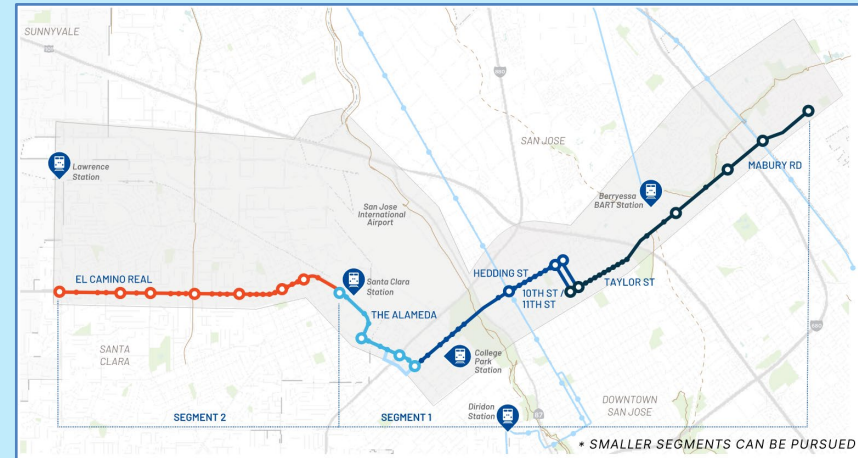 SUNNYVALE
Lawrence
Station
SAN JOSE
San Jose
International
Airport
Berryessa
BART Station
MABURY RD
EL CAMINO REAL
Santa Clara
Station
HEDDING ST
THE ALAMEDA
10TH ST /
11TH ST
TAYLOR ST
SANTA
CLARA
College
Park
Station
Diridon
Station
DOWNTOWN
SAN JOSE
SEGMENT 2
SEGMENT 1
87
* SMALLER SEGMENTS CAN BE PURSUED